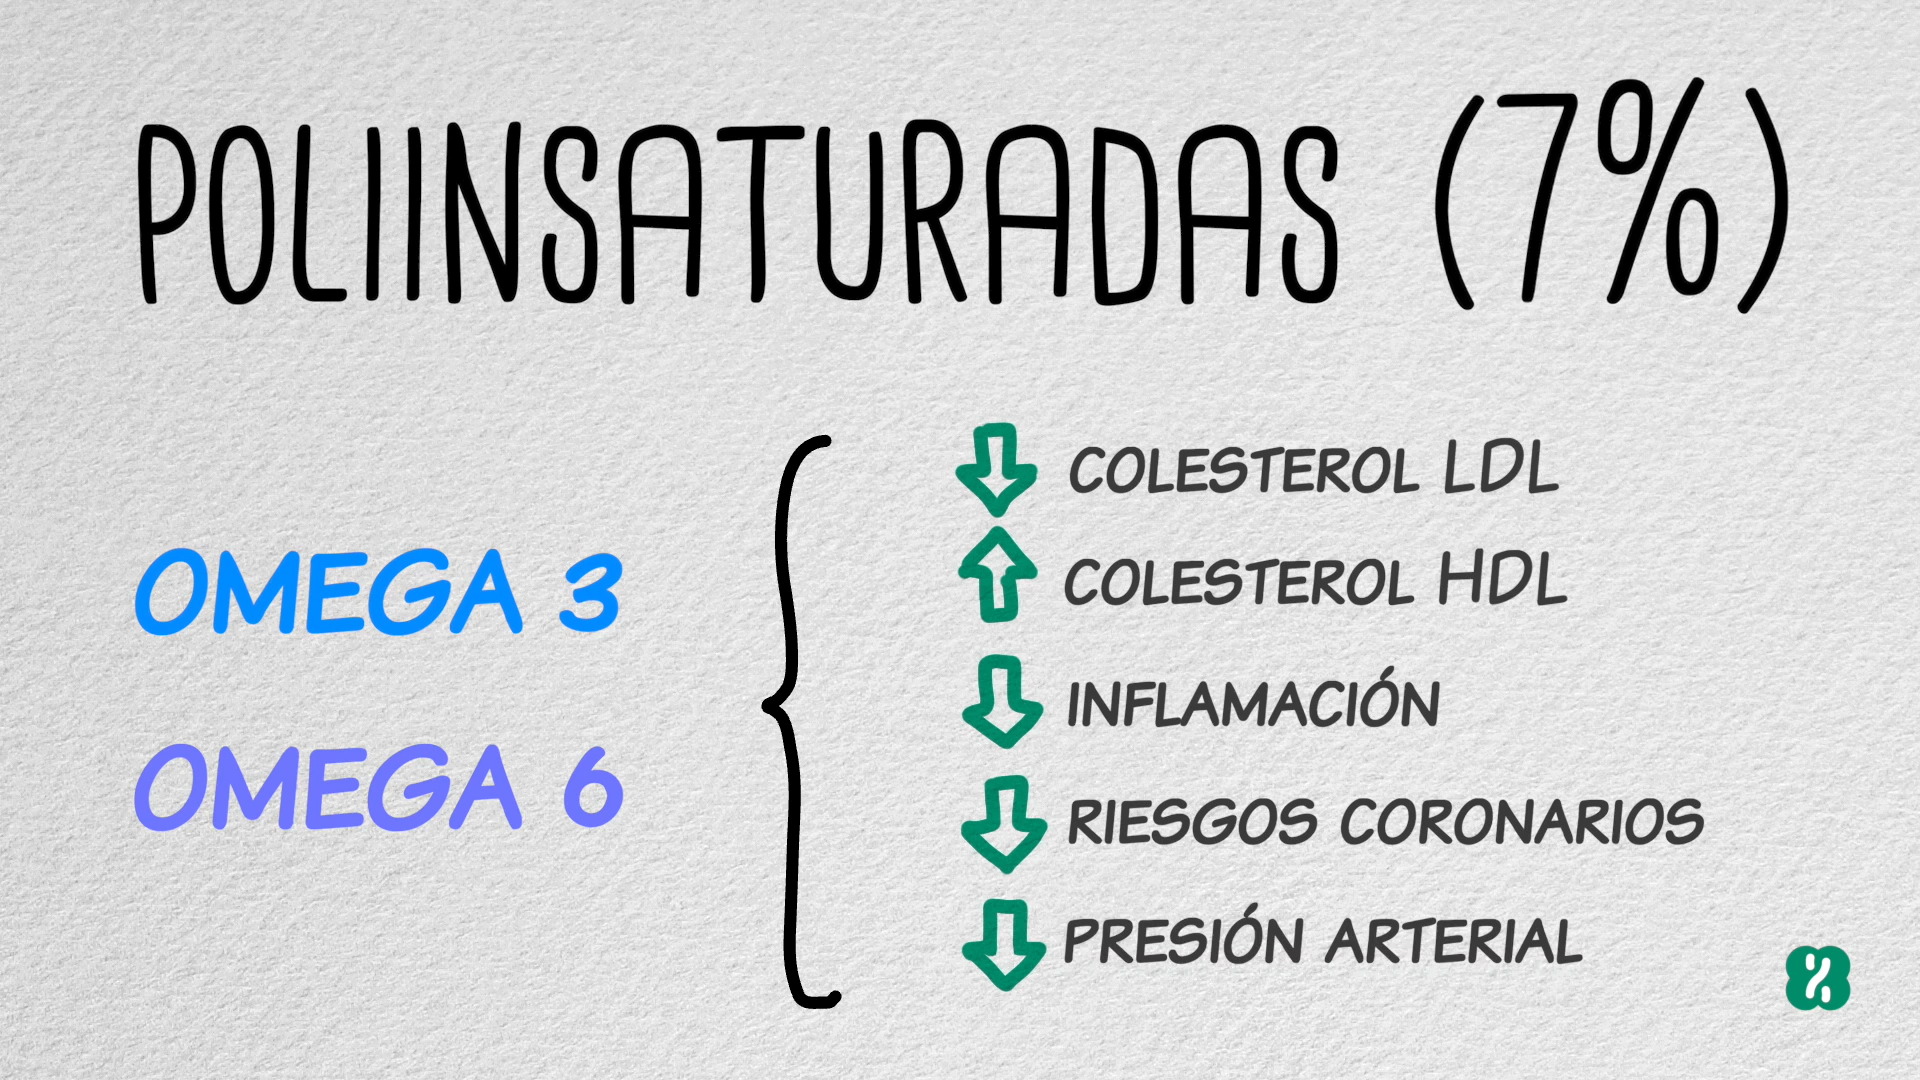 POLIINSATURADAS (7%)
OMEGA 3
OMEGA 6
COLESTEROL LDL
COLESTEROL HDL
INFLAMACIÓN
RIESGOS CORONARIOS
PRESIÓN ARTERIAL